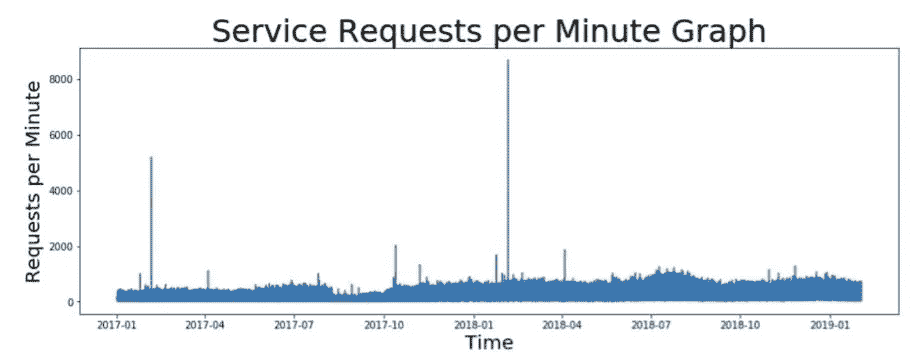 Service Requests per Minute Graph
Requests per Minute
8000
6000
4000
2000
0
2017-01 2017-04 2017-07 2017-10 2018-01 2018-04 2018-07 2018-10 2019-01
Time